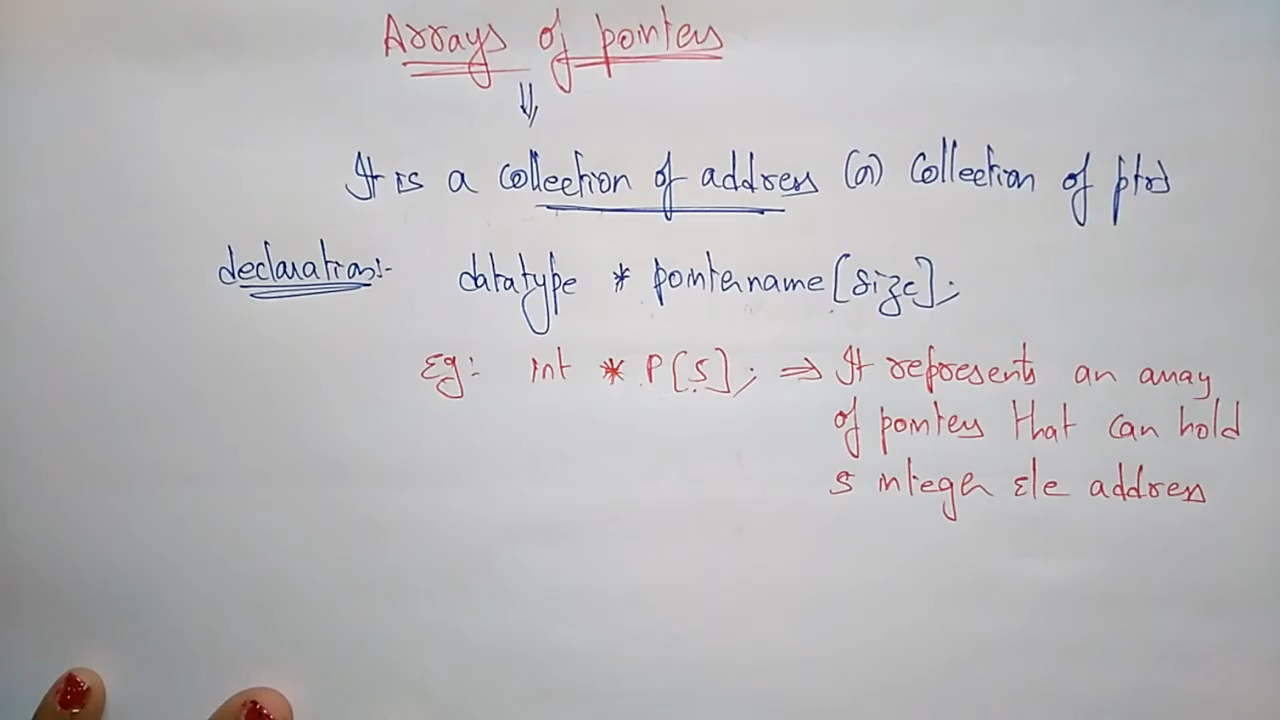 Arrays of pointers
⇓
It is a collection of address (or) collection of ptrs
declaration:- datatype * pointername[size];
Eg: int * P[5]; ⇒ It represents an array
of pointers that can hold
5 integer ele address